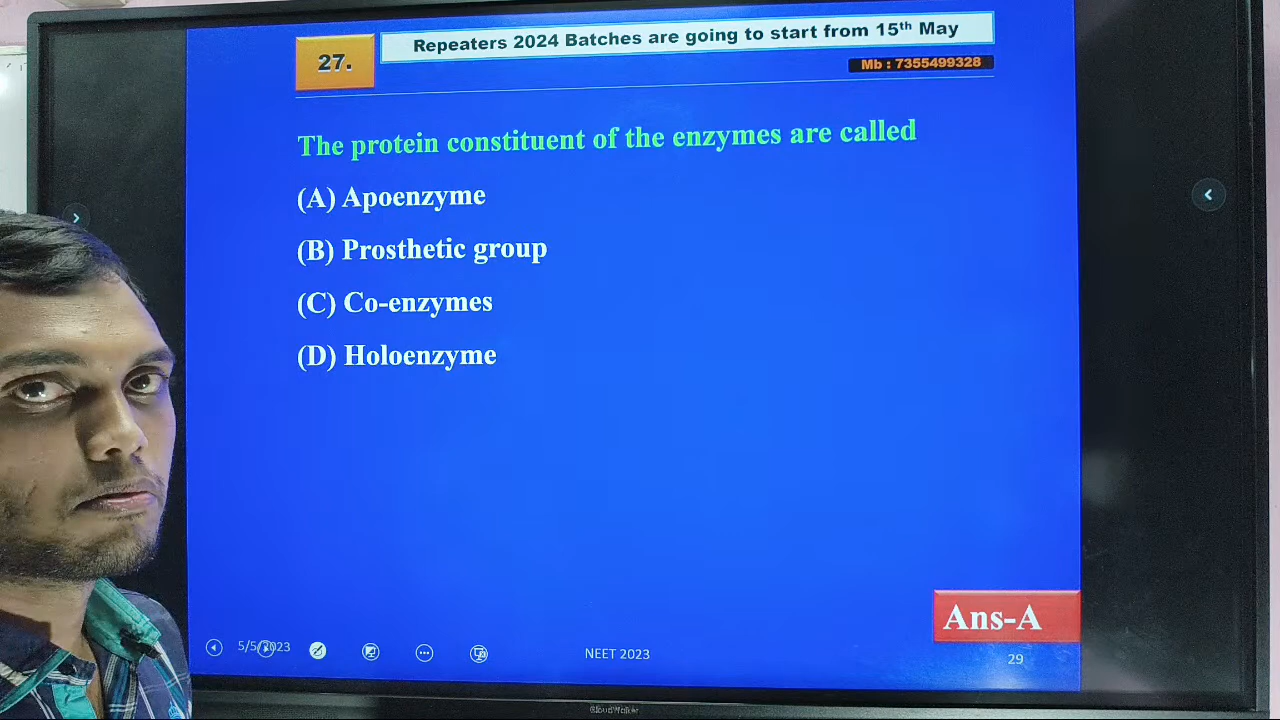 27.
Repeaters 2024 Batches are going to start from 15th May
Mb : 7355499328
The protein constituent of the enzymes are called
(A) Apoenzyme
(B) Prosthetic group
(C) Co-enzymes
(D) Holoenzyme
Ans-A
5/5/2023
NEET 2023
29
CloudWalker